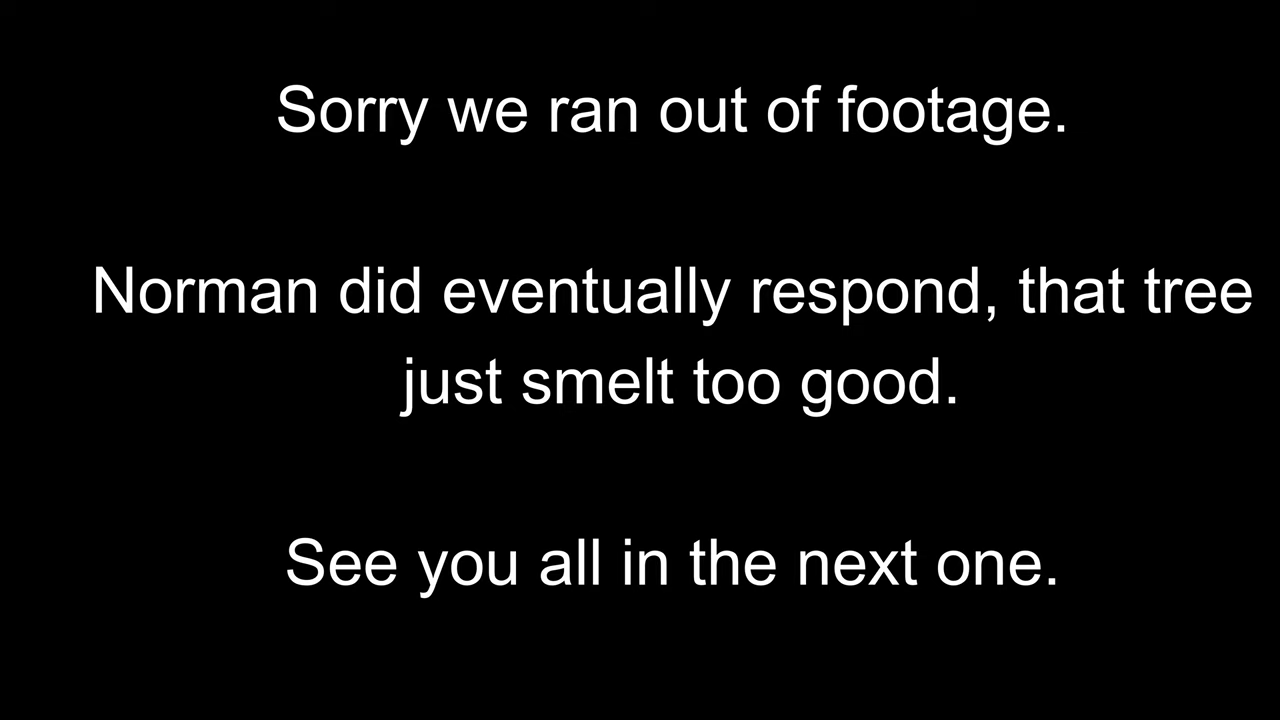 Sorry we ran out of footage.
Norman did eventually respond, that tree
just smelt too good.
See you all in the next one.